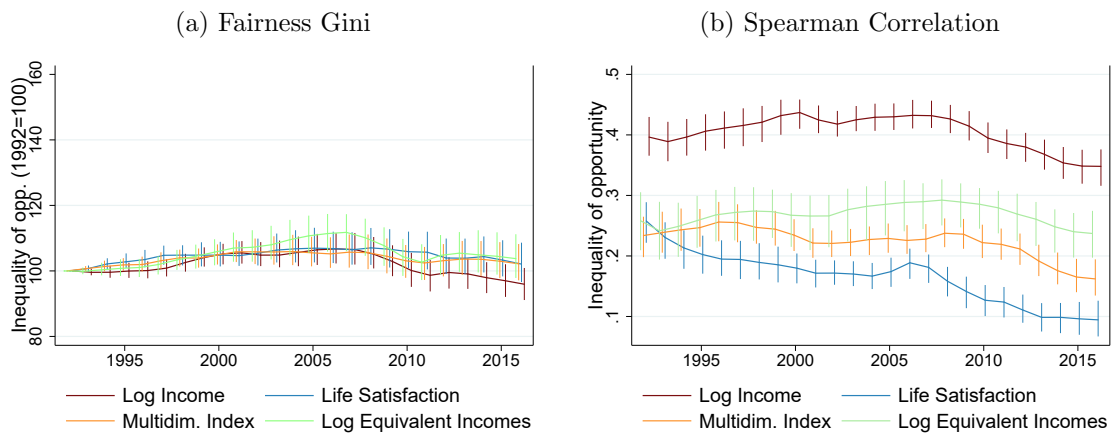 (a) Fairness Gini
Inequality of opp. (1992=100)
160
140
120
100
80
1995 2000 2005 2010 2015
Log Income Life Satisfaction
Multidim. Index Log Equivalent Incomes
(b) Spearman Correlation
Inequality of opportunity
.5
.4
.3
.2
.1
1995 2000 2005 2010 2015
Log Income Life Satisfaction
Multidim. Index Log Equivalent Incomes